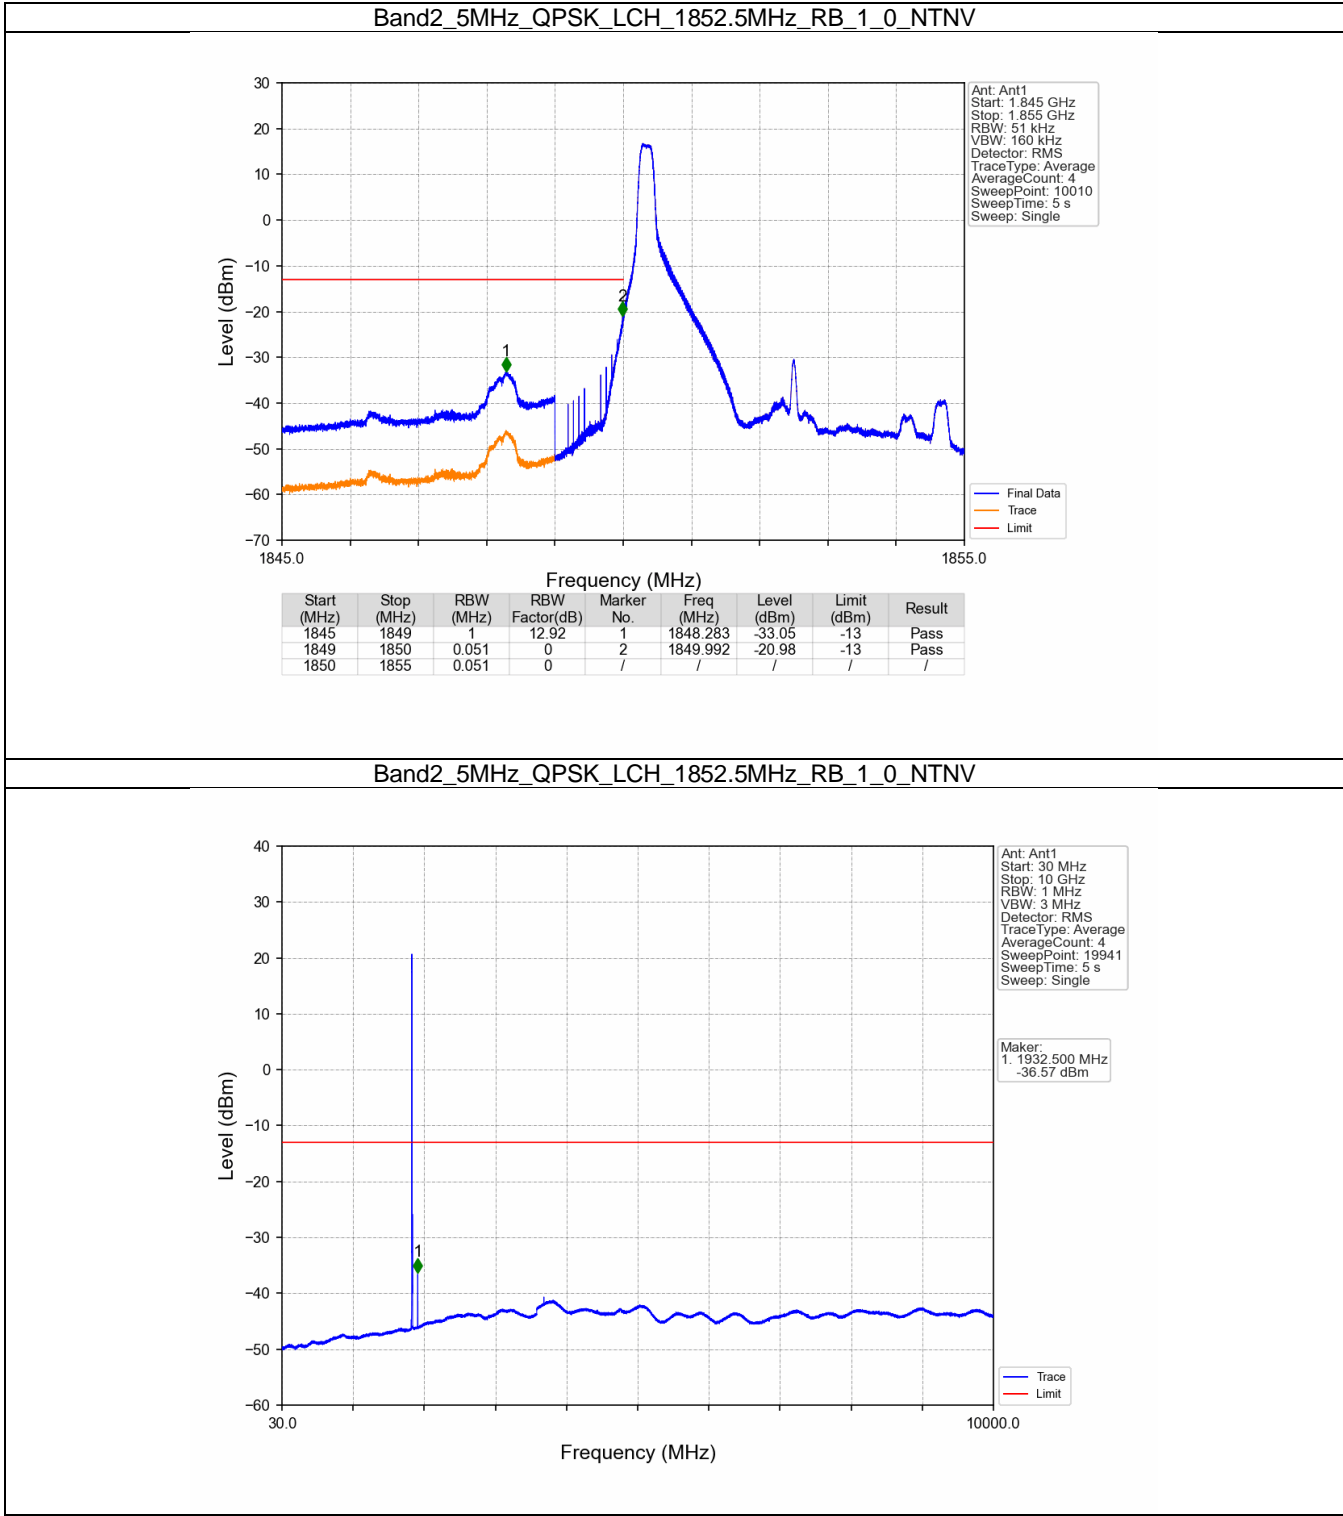 Band2_5MHz_QPSK_LCH_1852.5MHz_RB_1_0_NTNV
30
20
10
0
−10
−20
−30
−40
−50
−60
−70
Level (dBm)
1
2
1845.0
1855.0
Frequency (MHz)
Ant: Ant1
Start: 1.845 GHz
Stop: 1.855 GHz
RBW: 51 kHz
VBW: 160 kHz
Detector: RMS
TraceType: Average
AverageCount: 4
SweepPoint: 10010
SweepTime: 5 s
Sweep: Single
Final Data
Trace
Limit
Start (MHz) Stop (MHz) RBW (MHz) RBW Factor(dB) Marker No. Freq (MHz) Level (dBm) Limit (dBm) Result
1845 1849 1 12.92 1 1848.283 -33.05 -13 Pass
1849 1850 0.051 0 2 1849.992 -20.98 -13 Pass
1850 1855 0.051 0 / / / / /
Band2_5MHz_QPSK_LCH_1852.5MHz_RB_1_0_NTNV
40
30
20
10
0
−10
−20
−30
−40
−50
−60
Level (dBm)
1
30.0
10000.0
Frequency (MHz)
Ant: Ant1
Start: 30 MHz
Stop: 10 GHz
RBW: 1 MHz
VBW: 3 MHz
Detector: RMS
TraceType: Average
AverageCount: 4
SweepPoint: 19941
SweepTime: 5 s
Sweep: Single
Maker:
1. 1932.500 MHz
-36.57 dBm
Trace
Limit